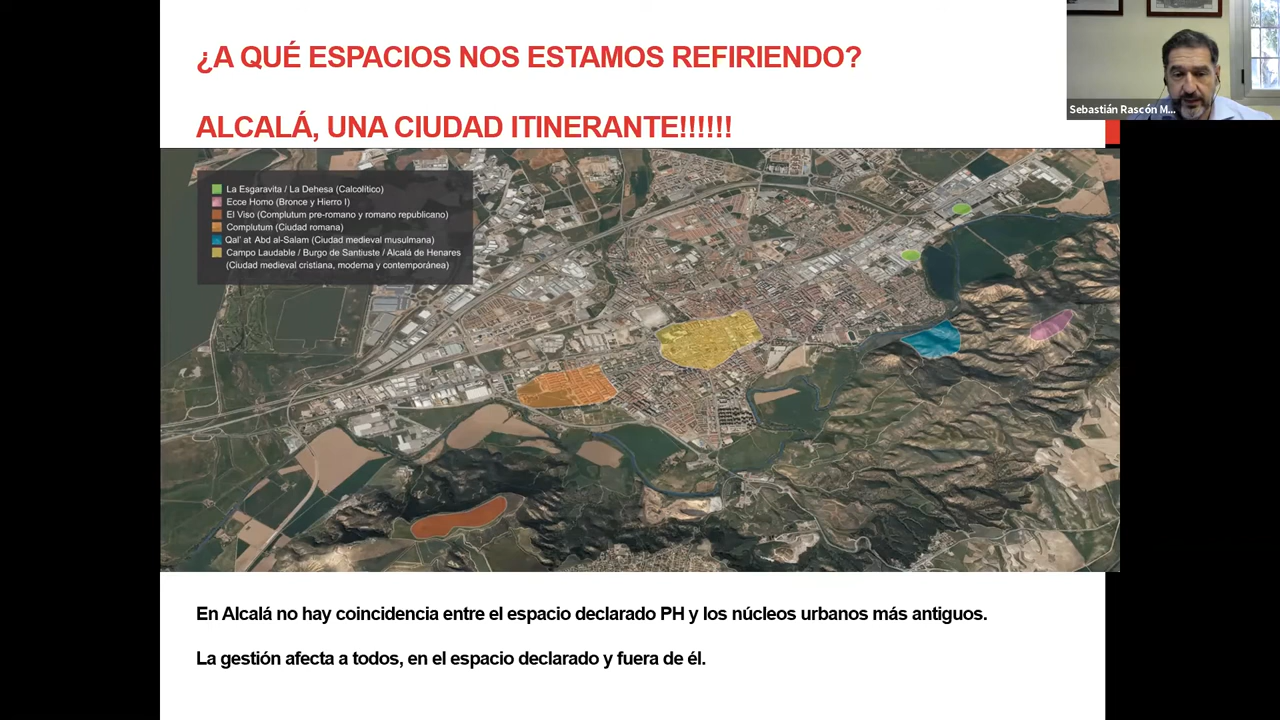 ¿A QUÉ ESPACIOS NOS ESTAMOS REFIRIENDO?
ALCALÁ, UNA CIUDAD ITINERANTE!!!!!!
Sebastián Rascón M...
La Esgaravita / La Dehesa (Calcolítico)
Ecce Homo (Bronce y Hierro I)
El Viso (Complutum pre-romano y romano republicano)
Complutum (Ciudad romana)
Qal' at Abd al-Salam (Ciudad medieval musulmana)
Campo Laudable / Burgo de Santiuste / Alcalá de Henares
(Ciudad medieval cristiana, moderna y contemporánea)
En Alcalá no hay coincidencia entre el espacio declarado PH y los núcleos urbanos más antiguos.
La gestión afecta a todos, en el espacio declarado y fuera de él.